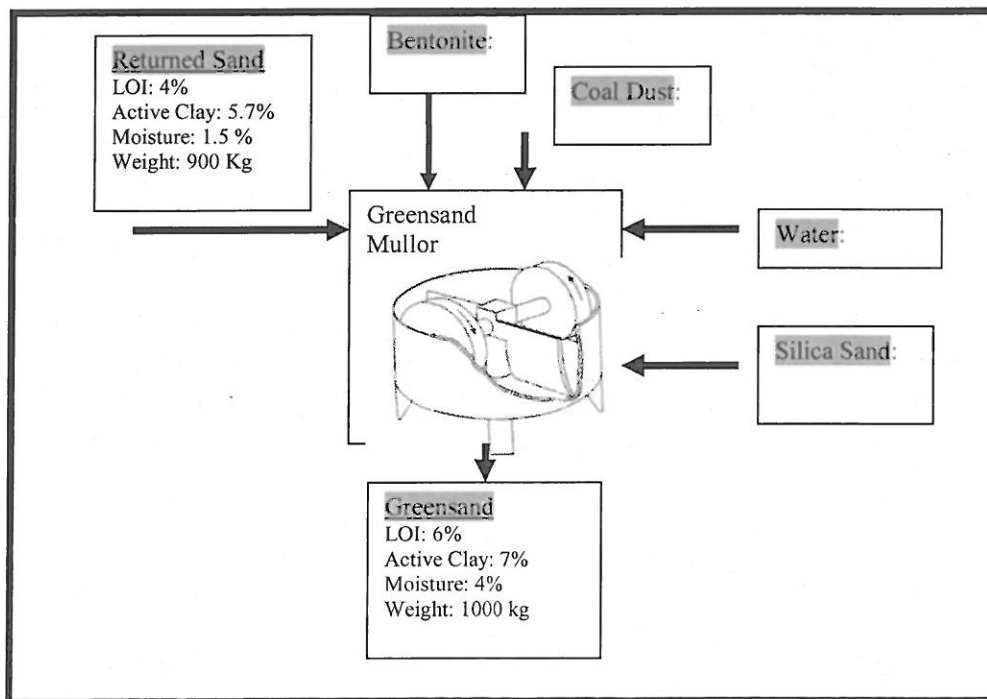 Returned Sand
LOI: 4%
Active Clay: 5.7%
Moisture: 1.5 %
Weight: 900 Kg
Bentonite:
Coal Dust:
Greensand
Mullor
Water:
Silica Sand:
Greensand
LOI: 6%
Active Clay: 7%
Moisture: 4%
Weight: 1000 kg